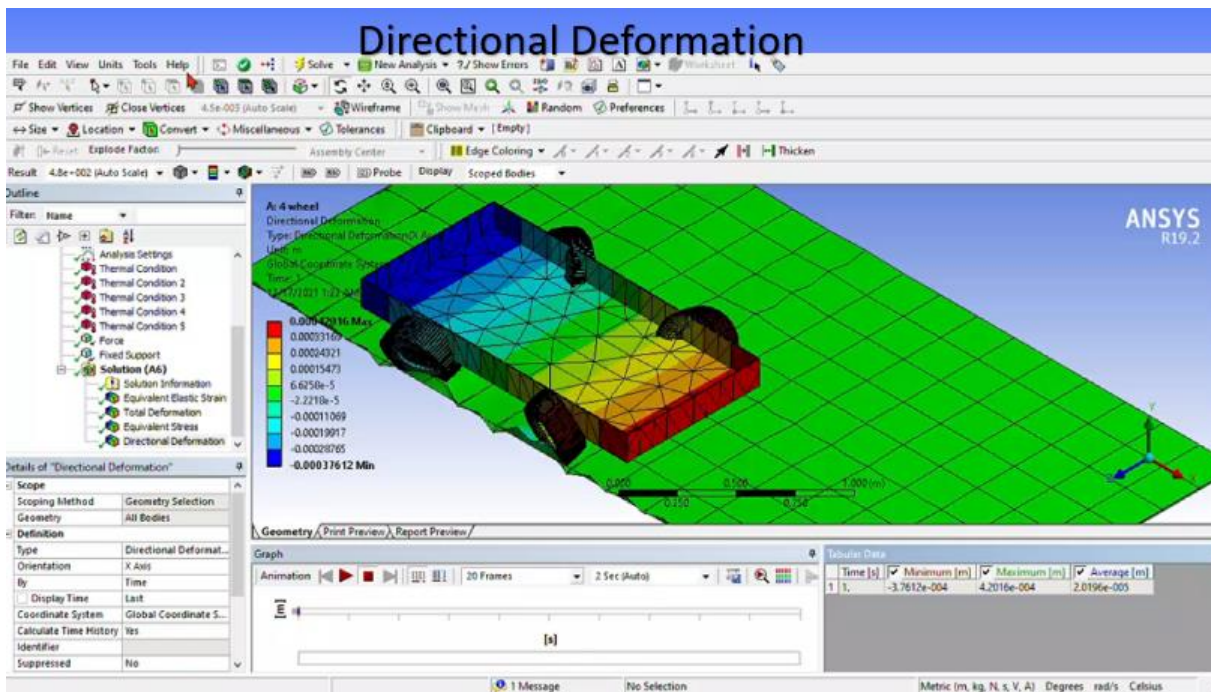 Directional Deformation
File Edit View Units Tools Help Solve New Analysis ?/ Show Errors Worksheet
Show Vertices Close Vertices 4.5e-003 (Auto Scale) Wireframe Show Mesh Random Preferences
Size Location Convert Miscellaneous Tolerances Clipboard [Empty]
Reset Explode Factor: Assembly Center Edge Coloring Thicken
Result 4.8e+002 (Auto Scale) Probe Display Scoped Bodies
Outline
Filter: Name
Analysis Settings
Thermal Condition
Thermal Condition 2
Thermal Condition 3
Thermal Condition 4
Thermal Condition 5
Force
Fixed Support
Solution (A6)
Solution Information
Equivalent Elastic Strain
Total Deformation
Equivalent Stress
Directional Deformation
A: 4 wheel
Directional Deformation
Type: Directional Deformation(X
Unit: m
Global Coordinate System
Time: 1
0.00042016 Max
0.00033169
0.00024321
0.00015473
6.6258e-5
-2.2218e-5
-0.00011069
-0.00019917
-0.00028765
-0.00037612 Min
ANSYS
R19.2
Y
X
0.000 0.500 1.000 (m)
0.250 0.750
Details of "Directional Deformation"
Scope
Scoping Method Geometry Selection
Geometry All Bodies
Definition
Type Directional Deformat...
Orientation X Axis
By Time
Display Time Last
Coordinate System Global Coordinate S...
Calculate Time History Yes
Identifier
Suppressed No
Geometry Print Preview Report Preview
Graph
Animation 20 Frames 2 Sec (Auto)
[m]
[s]
Tabular Data
Time [s] Minimum [m] Maximum [m] Average [m]
1 1. -3.7612e-004 4.2016e-004 2.0196e-005
1 Message No Selection Metric (m, kg, N, s, V, A) Degrees rad/s Celsius